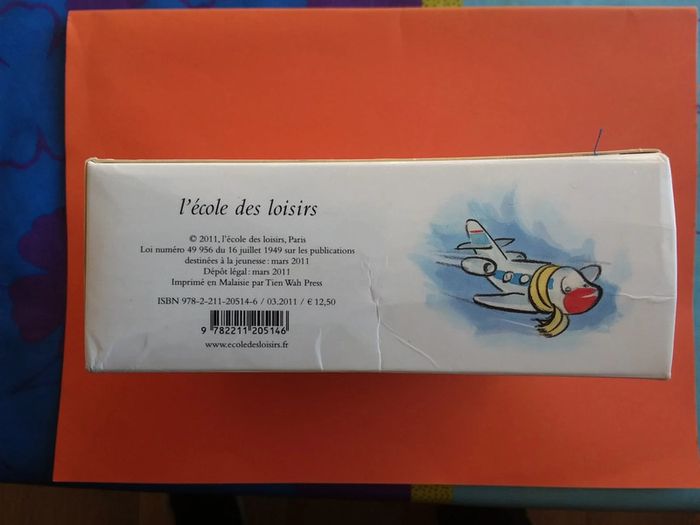 l'école des loisirs
© 2011, l'école des loisirs, Paris
Loi numéro 49 956 du 16 juillet 1949 sur les publications
destinées à la jeunesse : mars 2011
Dépôt légal : mars 2011
Imprimé en Malaisie par Tien Wah Press
ISBN 978-2-211-20514-6 / 03.2011 / € 12,50
9 782211 205146
www.ecoledesloisirs.fr